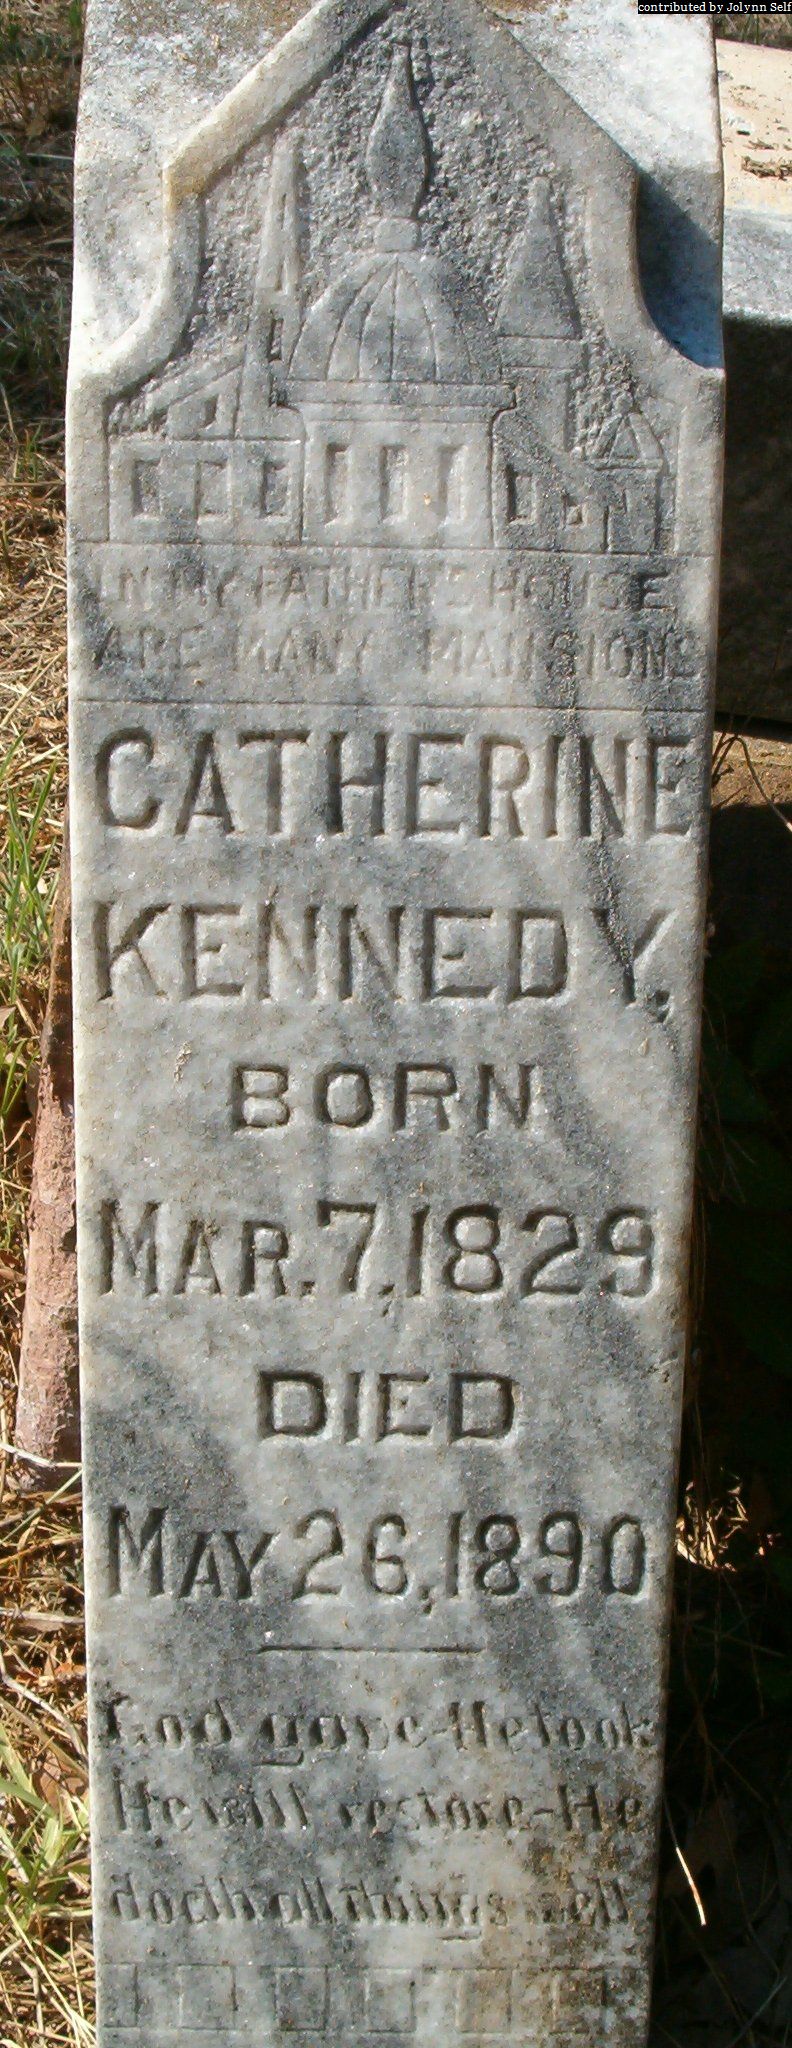 contributed by Jolynn Self
IN MY FATHER'S HOUSE
ARE MANY MANSIONS
CATHERINE
KENNEDY,
BORN
MAR. 7, 1829
DIED
MAY 26, 1890
God gave-He took
He will restore-He
doeth all things well